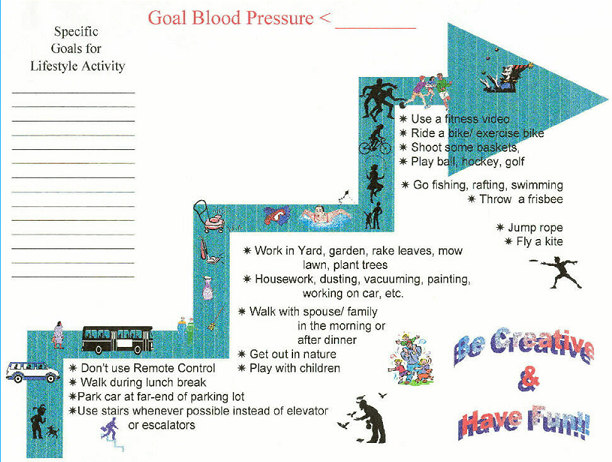 Goal Blood Pressure < ________
Specific
Goals for
Lifestyle Activity
✷ Use a fitness video
✷ Ride a bike/ exercise bike
✷ Shoot some baskets,
✷ Play ball, hockey, golf
✷ Go fishing, rafting, swimming
✷ Throw a frisbee
✷ Jump rope
✷ Fly a kite
✷ Work in Yard, garden, rake leaves, mow
lawn, plant trees
✷ Housework, dusting, vacuuming, painting,
working on car, etc.
✷ Walk with spouse/ family
in the morning or
after dinner
✷ Get out in nature
✷ Play with children
✷ Don't use Remote Control
✷ Walk during lunch break
✷ Park car at far-end of parking lot
✷ Use stairs whenever possible instead of elevator
or escalators
Be Creative
&
Have Fun!!